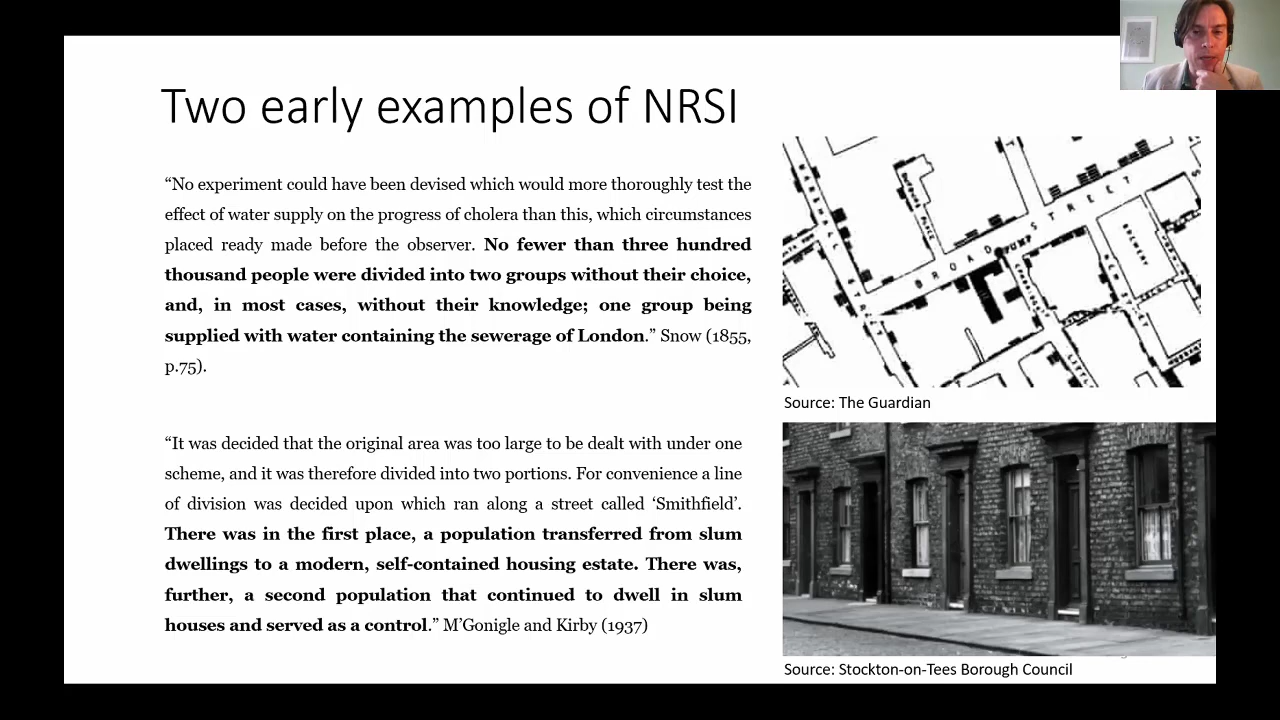 Two early examples of NRSI
“No experiment could have been devised which would more thoroughly test the
effect of water supply on the progress of cholera than this, which circumstances
placed ready made before the observer. No fewer than three hundred
thousand people were divided into two groups without their choice,
and, in most cases, without their knowledge; one group being
supplied with water containing the sewerage of London.” Snow (1855,
p.75).
“It was decided that the original area was too large to be dealt with under one
scheme, and it was therefore divided into two portions. For convenience a line
of division was decided upon which ran along a street called ‘Smithfield’.
There was in the first place, a population transferred from slum
dwellings to a modern, self-contained housing estate. There was,
further, a second population that continued to dwell in slum
houses and served as a control.” M’Gonigle and Kirby (1937)
BROAD STREET
PUMP
Source: The Guardian
Source: Stockton-on-Tees Borough Council